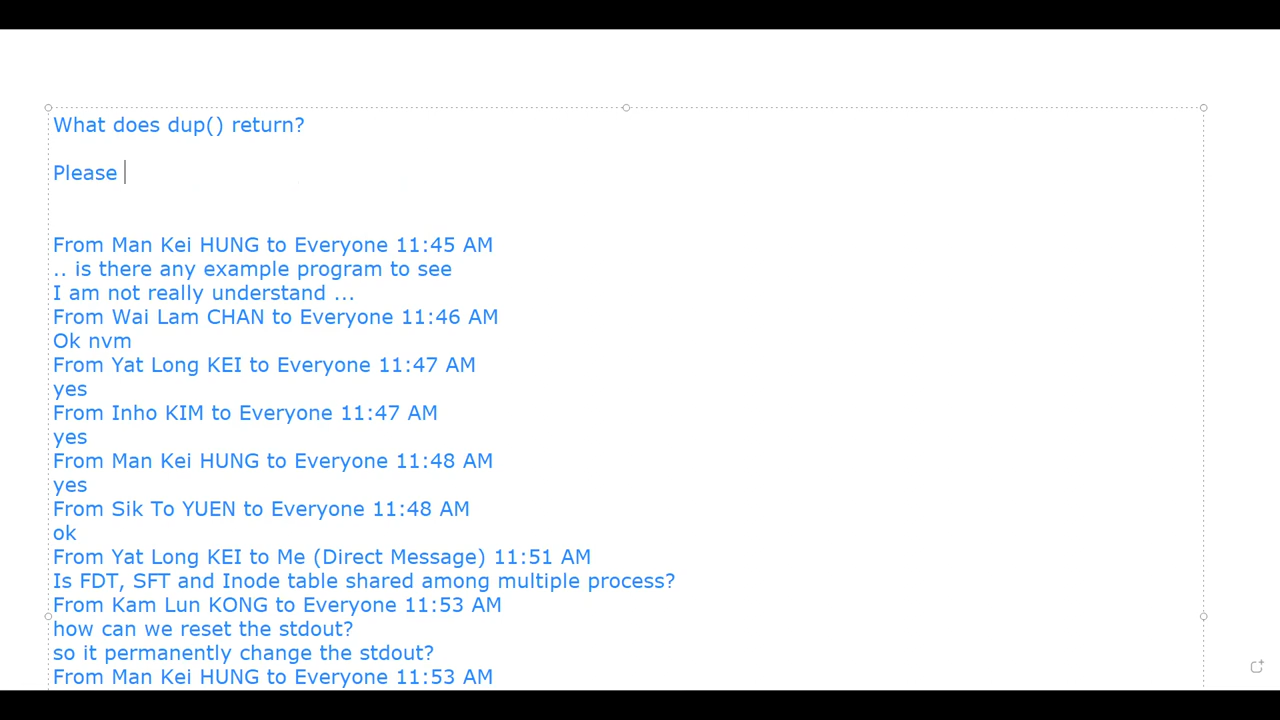 What does dup() return?
Please
From Man Kei HUNG to Everyone 11:45 AM
.. is there any example program to see
I am not really understand ...
From Wai Lam CHAN to Everyone 11:46 AM
Ok nvm
From Yat Long KEI to Everyone 11:47 AM
yes
From Inho KIM to Everyone 11:47 AM
yes
From Man Kei HUNG to Everyone 11:48 AM
yes
From Sik To YUEN to Everyone 11:48 AM
ok
From Yat Long KEI to Me (Direct Message) 11:51 AM
Is FDT, SFT and Inode table shared among multiple process?
From Kam Lun KONG to Everyone 11:53 AM
how can we reset the stdout?
so it permanently change the stdout?
From Man Kei HUNG to Everyone 11:53 AM